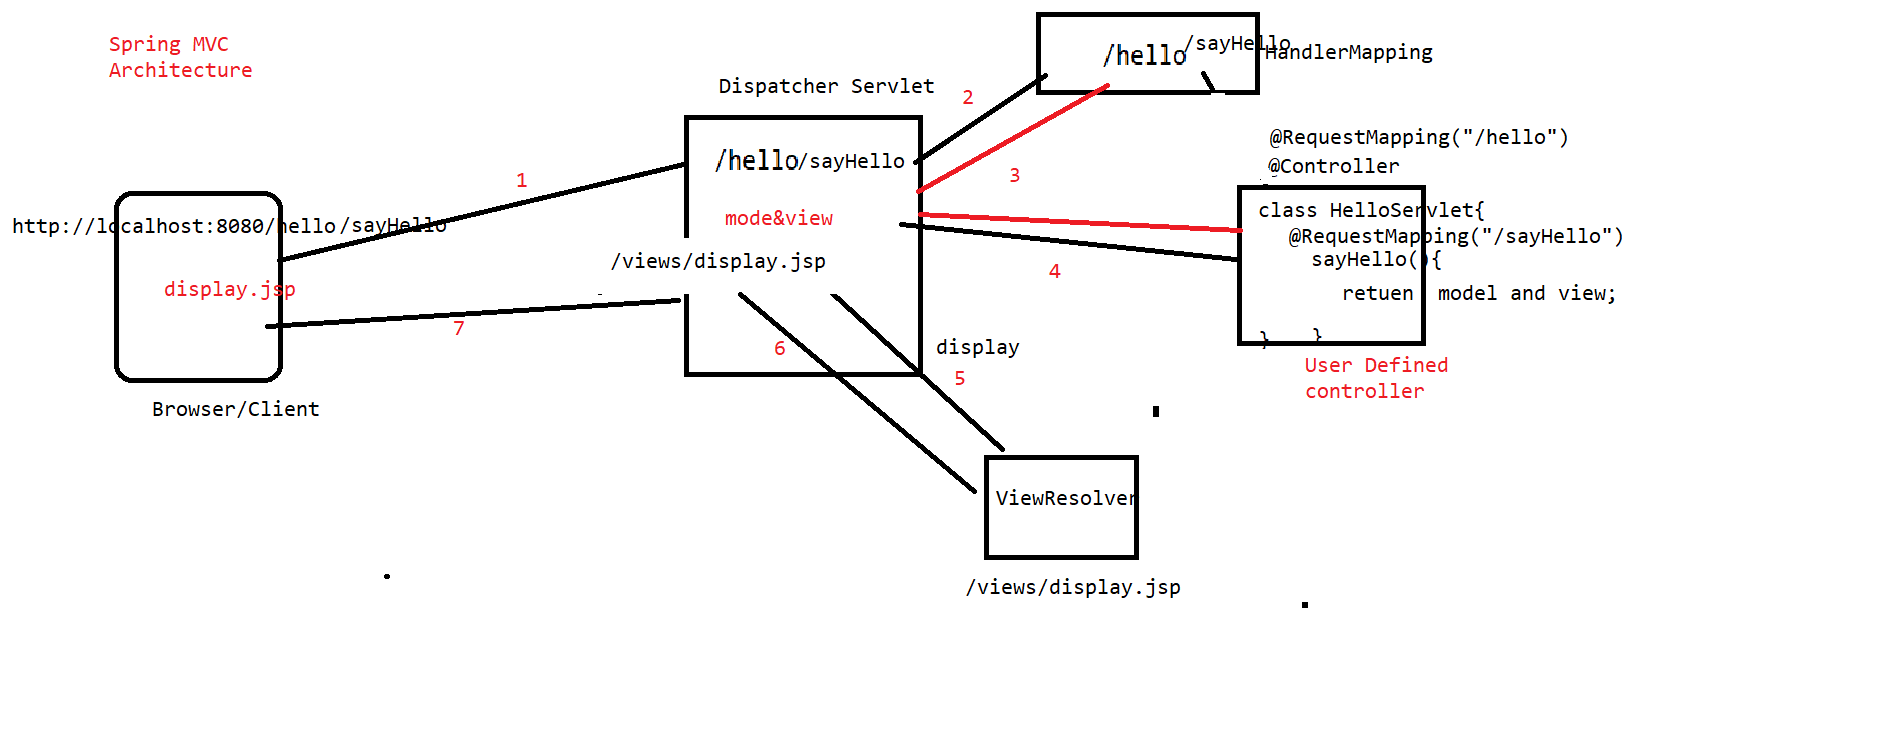 Spring MVC
Architecture
/hello/sayHello
HandlerMapping
Dispatcher Servlet
2
/hello/sayHello
1
3
@RequestMapping("/hello")
@Controller
http://localhost:8080/hello/sayHello
mode&view
class HelloServlet{
@RequestMapping("/sayHello")
sayHello(){
/views/display.jsp
4
display.jsp
retuen model and view;
7
6
display
}
}
5
User Defined
controller
Browser/Client
ViewResolver
/views/display.jsp